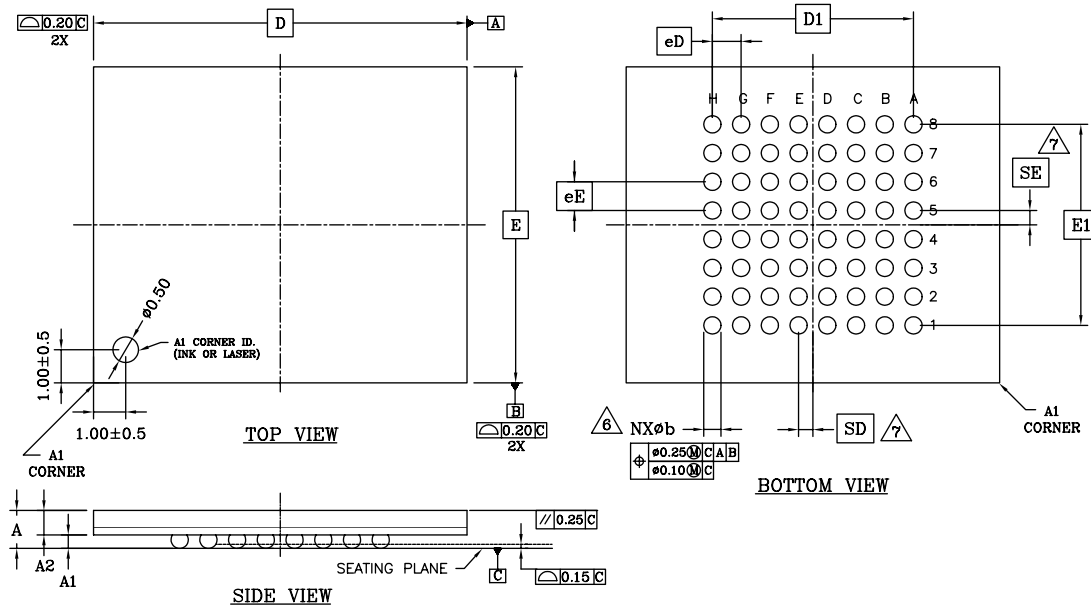 ⌓ 0.20 C
2X
D
A
E
ø0.50
A1 CORNER ID.
(INK OR LASER)
1.00±0.5
1.00±0.5
B
⌓ 0.20 C
2X
TOP VIEW
A1
CORNER
D1
eD
H G F E D C B A
8
7
6
5
4
3
2
1
7
SE
eE
E1
6 NXøb
⌖ ø0.25 Ⓜ C A B
ø0.10 Ⓜ C
SD 7
A1
CORNER
BOTTOM VIEW
A
A2
A1
// 0.25 C
SEATING PLANE
C
⌓ 0.15 C
SIDE VIEW